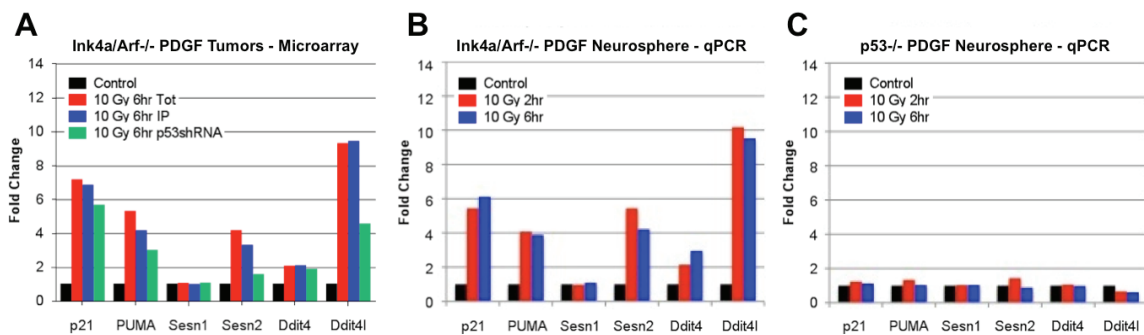 A
Ink4a/Arf-/- PDGF Tumors - Microarray
Fold Change
14
12
10
8
6
4
2
0
Control
10 Gy 6hr Tot
10 Gy 6hr IP
10 Gy 6hr p53shRNA
p21 PUMA Sesn1 Sesn2 Ddit4 Ddit4l
B
Ink4a/Arf-/- PDGF Neurosphere - qPCR
Fold Change
14
12
10
8
6
4
2
0
Control
10 Gy 2hr
10 Gy 6hr
p21 PUMA Sesn1 Sesn2 Ddit4 Ddit4l
C
p53-/- PDGF Neurosphere - qPCR
Fold Change
14
12
10
8
6
4
2
0
Control
10 Gy 2hr
10 Gy 6hr
p21 PUMA Sesn1 Sesn2 Ddit4 Ddit4l